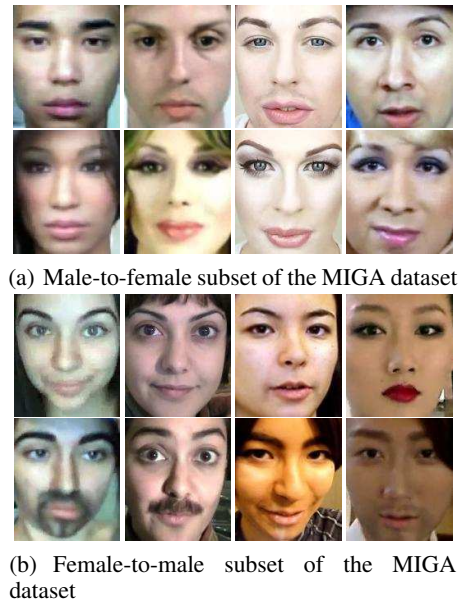 (a) Male-to-female subset of the MIGA dataset
(b) Female-to-male subset of the MIGA
dataset